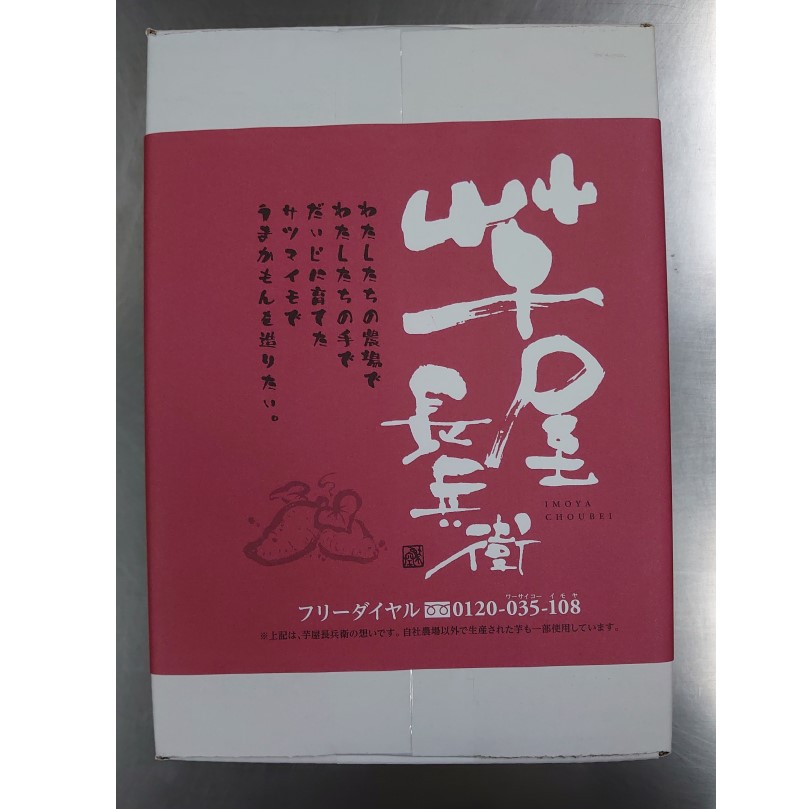 芋屋
長兵衛
IMOYA
CHOUBEI
わたしたちの農場で
わたしたちの手で
だいじに育てた
サツマイモで
うまかもんを造りたい。
ワーサイコー イモヤ
フリーダイヤル 0120-035-108
※上記は、芋屋長兵衛の想いです。自社農場以外で生産された芋も一部使用しています。